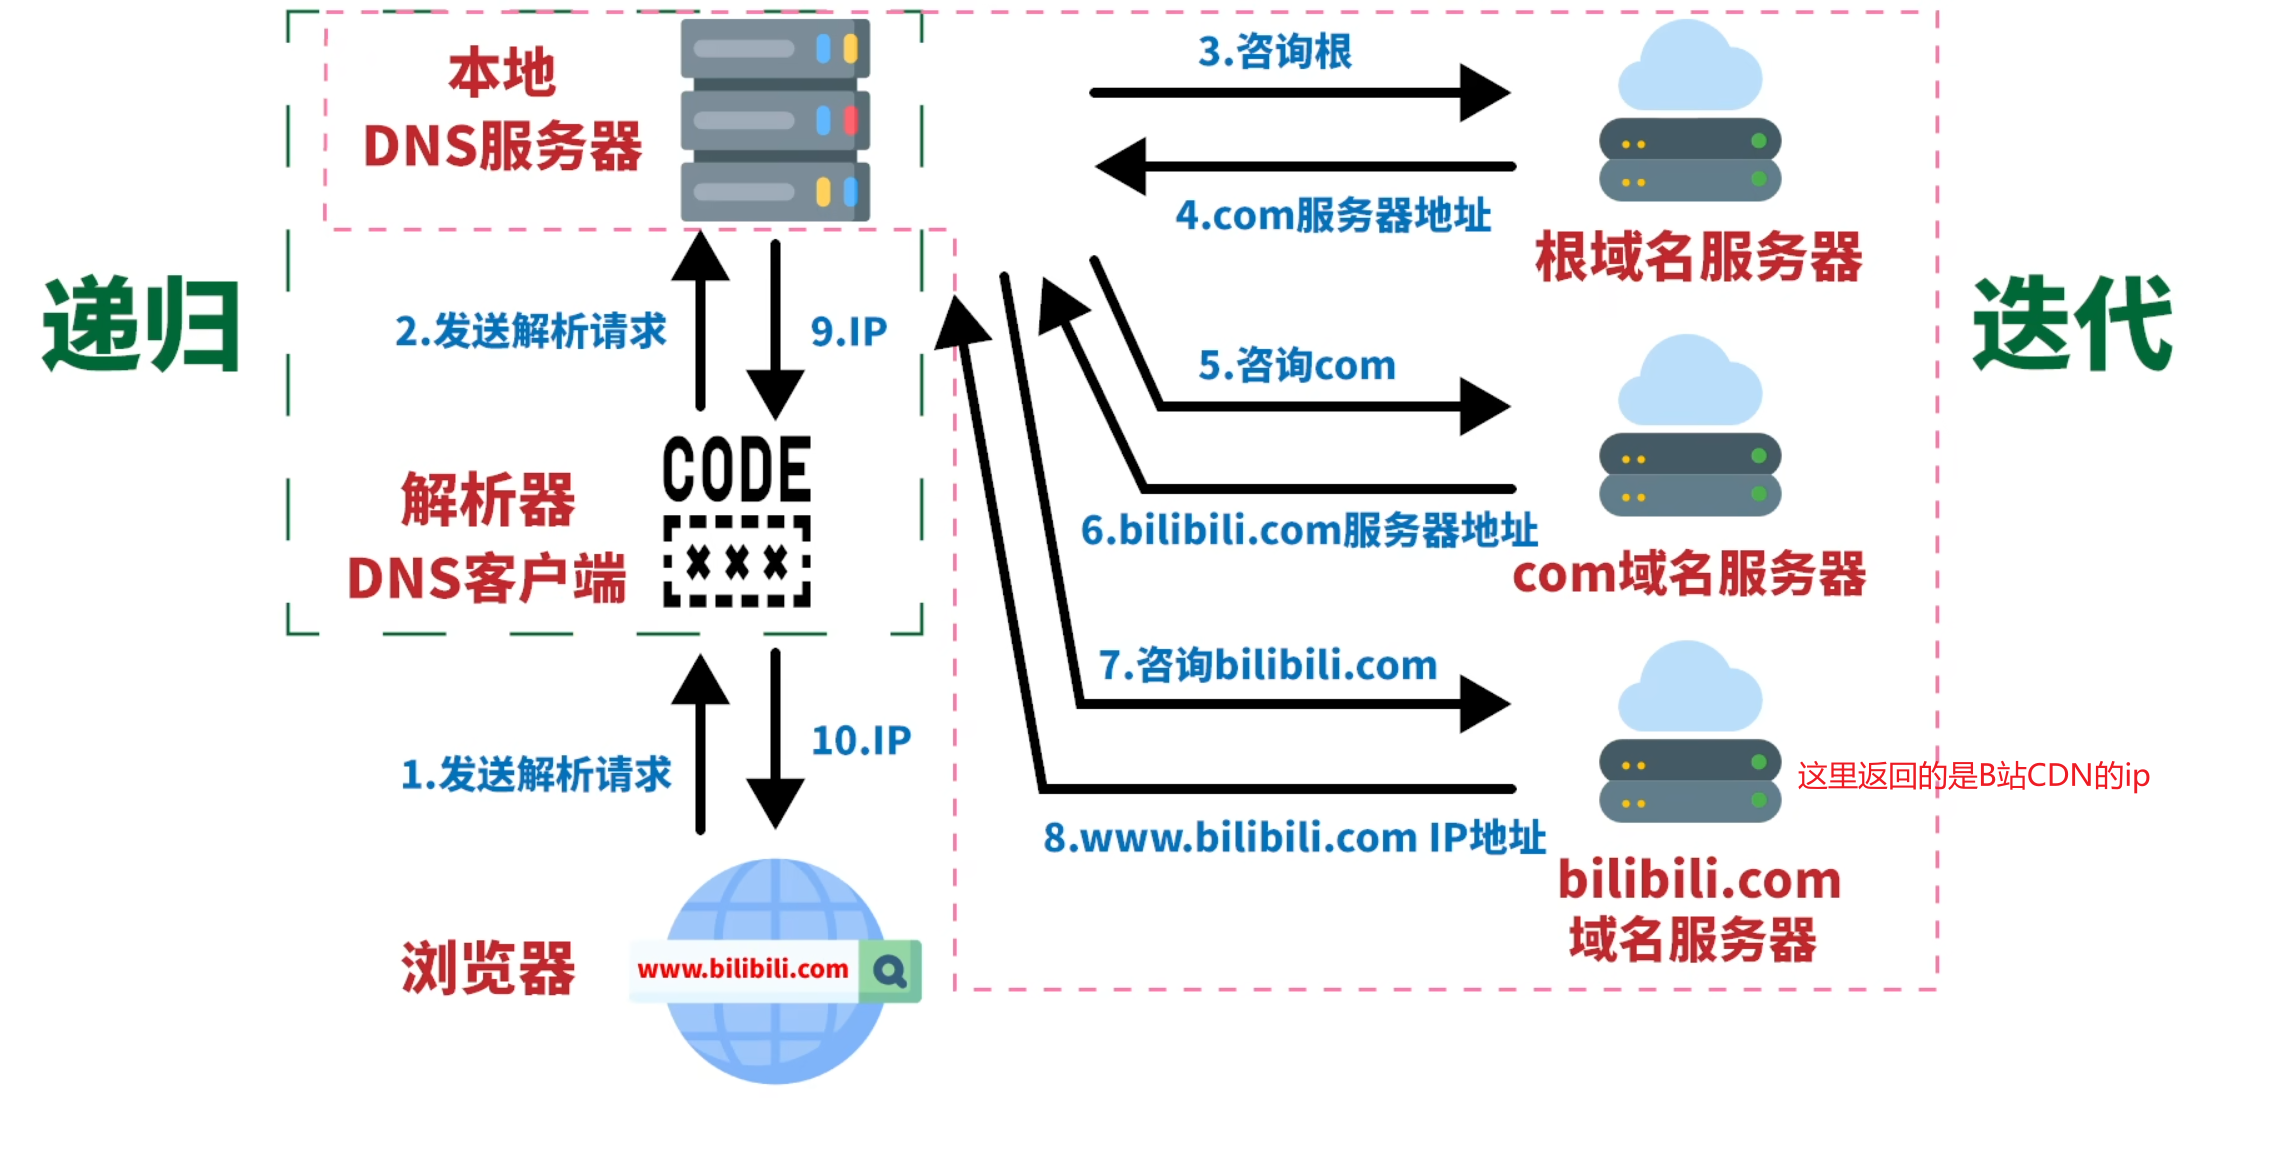 本地
DNS服务器
递归
2.发送解析请求
9.IP
CODE
解析器
DNS客户端
1.发送解析请求
10.IP
浏览器
www.bilibili.com
3.咨询根
4.com服务器地址
根域名服务器
迭代
5.咨询com
6.bilibili.com服务器地址
com域名服务器
7.咨询bilibili.com
这里返回的是B站CDN的ip
8.www.bilibili.com IP地址
bilibili.com
域名服务器